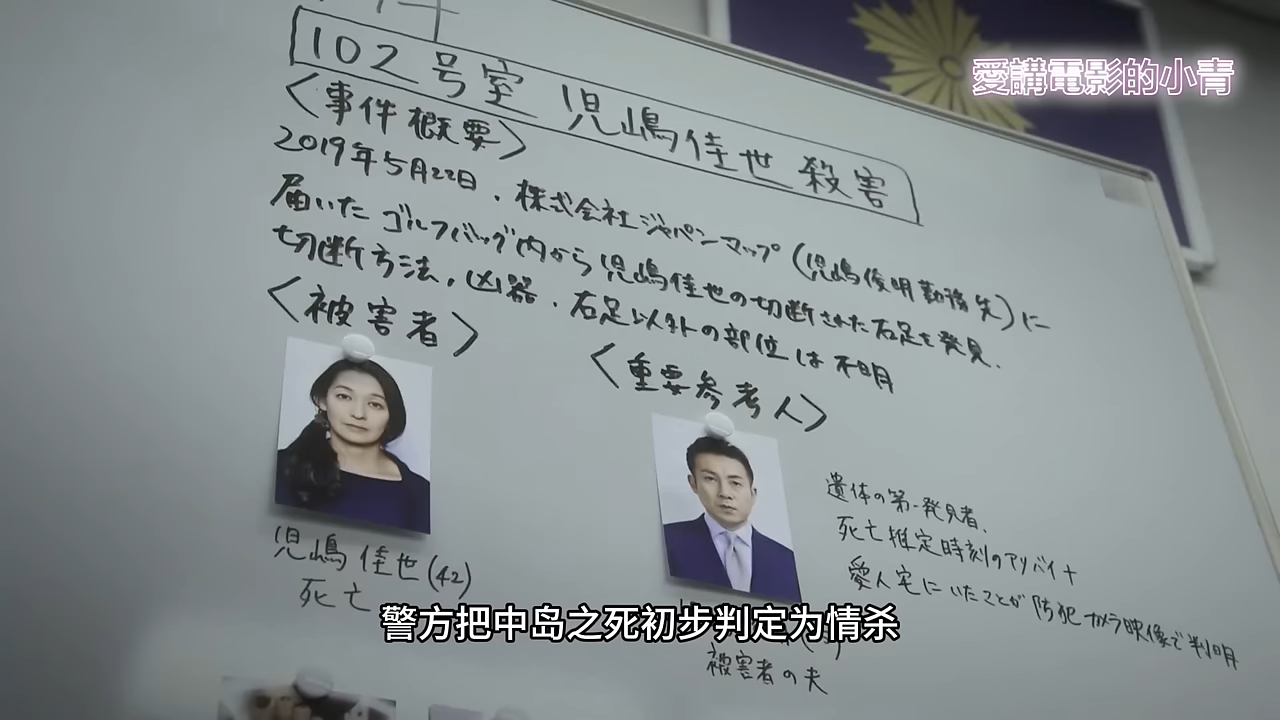 愛講電影的小青
件
102号室 児嶋佳世 殺害
〈事件概要〉
2019年5月22日、株式会社ジャパンマップ(児嶋俊明勤務先)に
届いたゴルフバッグ内から児嶋佳世の切断された右足を発見.
切断方法、凶器、右足以外の部位は不明
〈被害者〉
〈重要参考人〉
児嶋佳世(42)
死亡
遺体の第一発見者、
死亡推定時刻のアリバイナ
愛人宅にいたことが防犯カメラ映像で判明
被害者の夫
警方把中岛之死初步判定为情杀